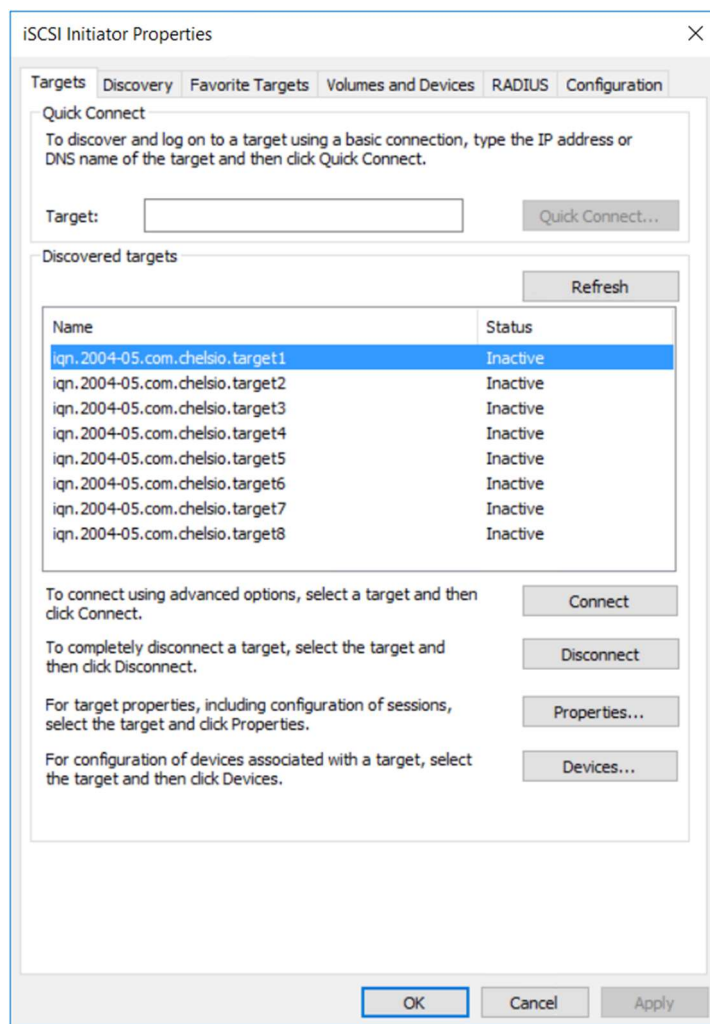 iSCSI Initiator Properties
Targets Discovery Favorite Targets Volumes and Devices RADIUS Configuration
Quick Connect
To discover and log on to a target using a basic connection, type the IP address or
DNS name of the target and then click Quick Connect.
Target: Quick Connect...
Discovered targets
Refresh
Name Status
iqn.2004-05.com.chelsio.target1 Inactive
iqn.2004-05.com.chelsio.target2 Inactive
iqn.2004-05.com.chelsio.target3 Inactive
iqn.2004-05.com.chelsio.target4 Inactive
iqn.2004-05.com.chelsio.target5 Inactive
iqn.2004-05.com.chelsio.target6 Inactive
iqn.2004-05.com.chelsio.target7 Inactive
iqn.2004-05.com.chelsio.target8 Inactive
To connect using advanced options, select a target and then
click Connect.
Connect
To completely disconnect a target, select the target and
then click Disconnect.
Disconnect
For target properties, including configuration of sessions,
select the target and click Properties.
Properties...
For configuration of devices associated with a target, select
the target and then click Devices.
Devices...
OK Cancel Apply